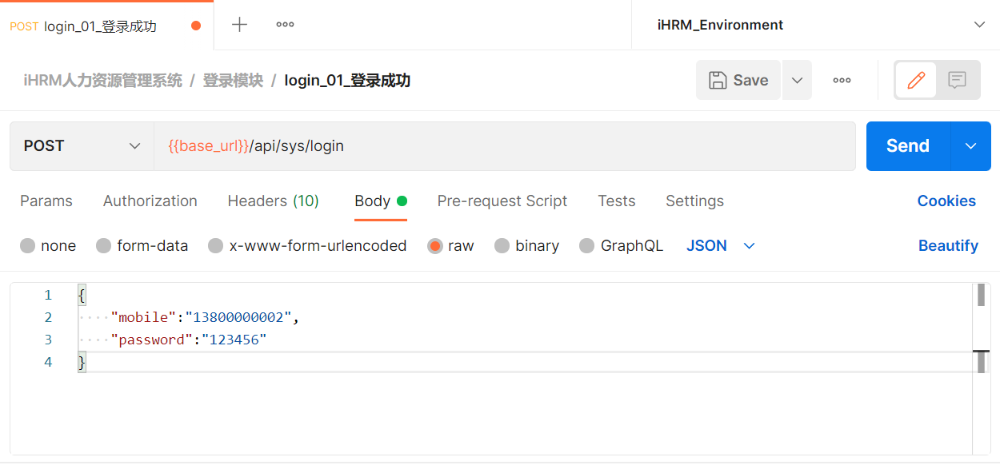 POST login_01_登录成功
iHRM_Environment
iHRM人力资源管理系统 / 登录模块 / login_01_登录成功
Save
POST
{{base_url}}/api/sys/login
Send
Params Authorization Headers (10) Body Pre-request Script Tests Settings Cookies
none form-data x-www-form-urlencoded raw binary GraphQL JSON Beautify
1 {
2 ····"mobile":"13800000002",
3 ····"password":"123456"
4 }